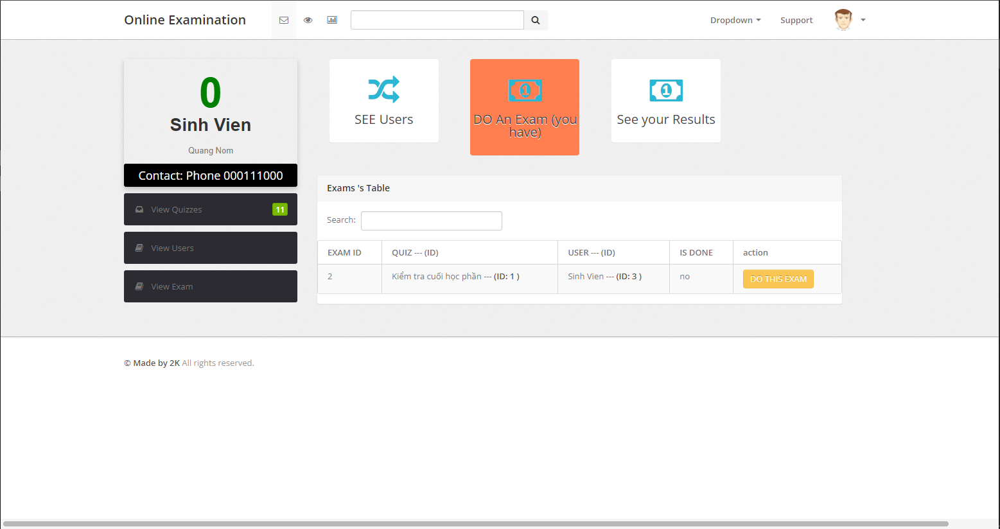 Online Examination
Dropdown
Support
0
Sinh Vien
Quang Nom
Contact: Phone 000111000
View Quizzes 11
View Users
View Exam
SEE Users
1
DO An Exam (you
have)
1
See your Results
Exams 's Table
Search:
EXAM ID QUIZ --- (ID) USER --- (ID) IS DONE action
2 Kiểm tra cuối học phần --- (ID: 1 ) Sinh Vien --- (ID: 3 ) no DO THIS EXAM
© Made by 2K All rights reserved.